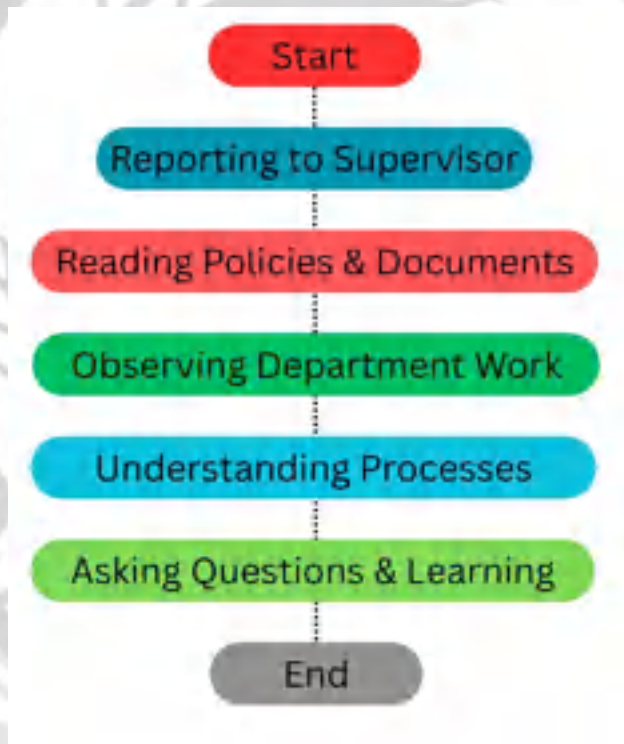 Start
Reporting to Supervisor
Reading Policies & Documents
Observing Department Work
Understanding Processes
Asking Questions & Learning
End